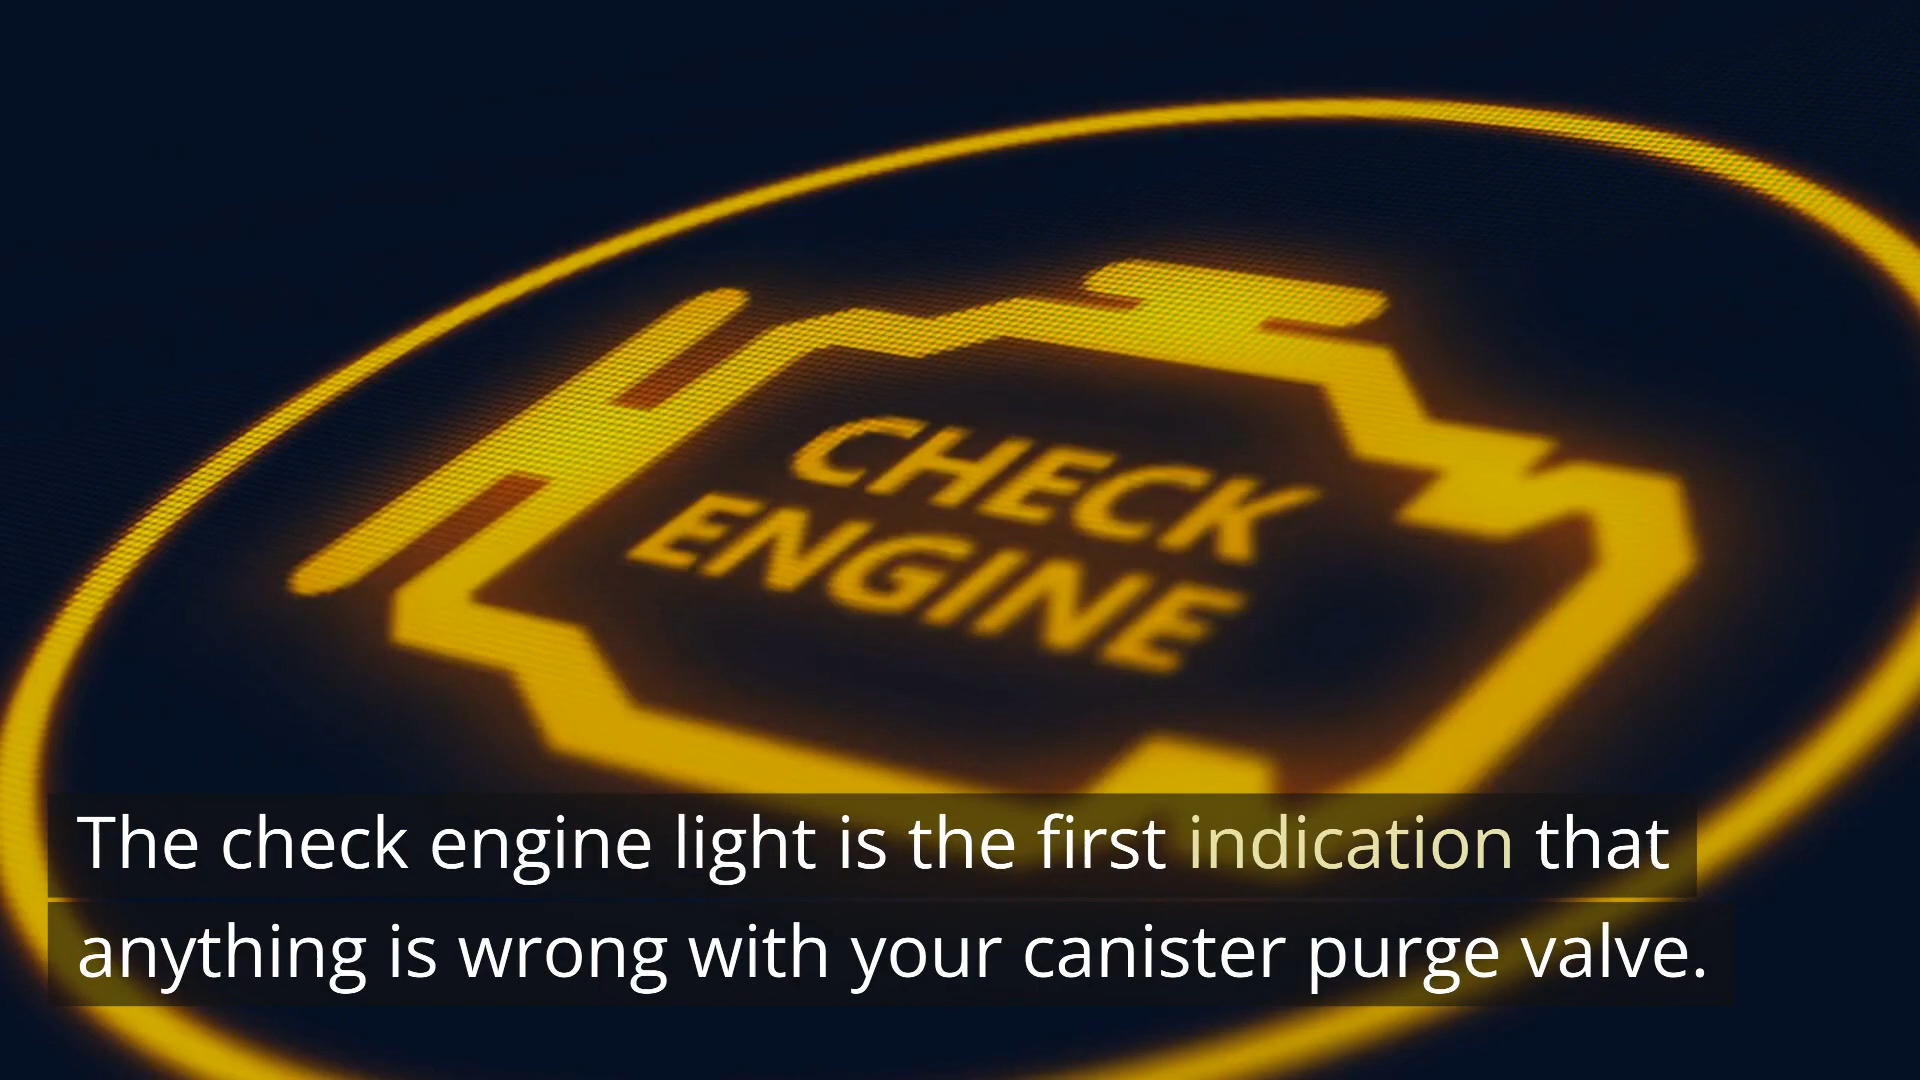 CHECK
ENGINE
The check engine light is the first indication that
anything is wrong with your canister purge valve.